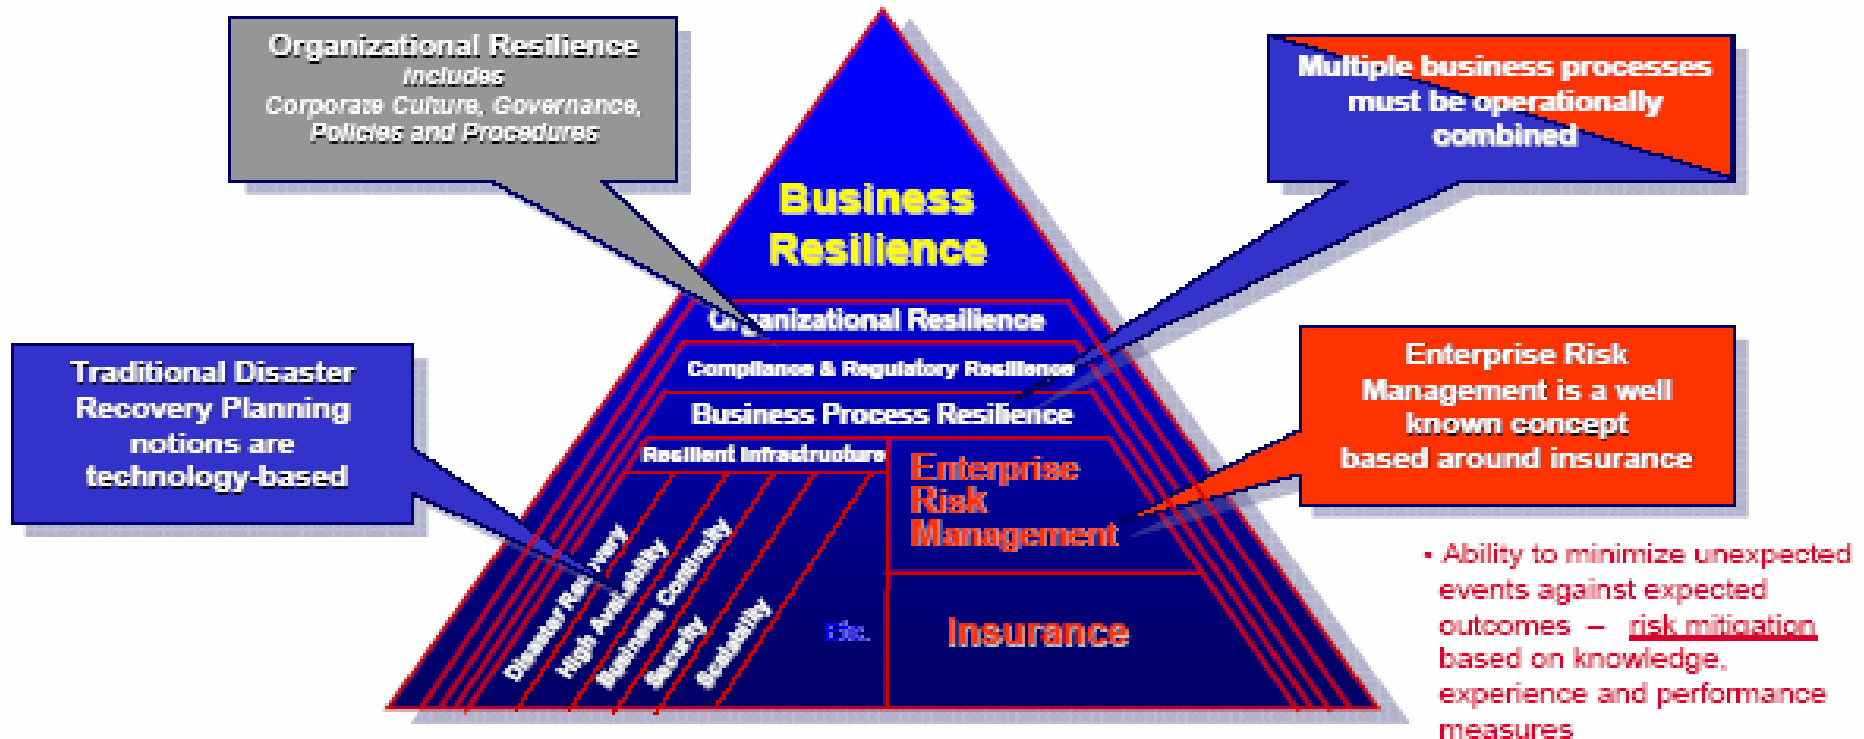 Organizational Resilience
Includes
Corporate Culture, Governance,
Policies and Procedures
Multiple business processes
must be operationally
combined
Business
Resilience
Organizational Resilience
Compliance & Regulatory Resilience
Business Process Resilience
Resilient Infrastructure
Traditional Disaster
Recovery Planning
notions are
technology-based
Enterprise Risk
Management is a well
known concept
based around insurance
Enterprise
Risk
Management
Disaster Recovery
High Availability
Business Continuity
Security
Scalability
Etc.
Insurance
• Ability to minimize unexpected
events against expected
outcomes – risk mitigation
based on knowledge,
experience and performance
measures